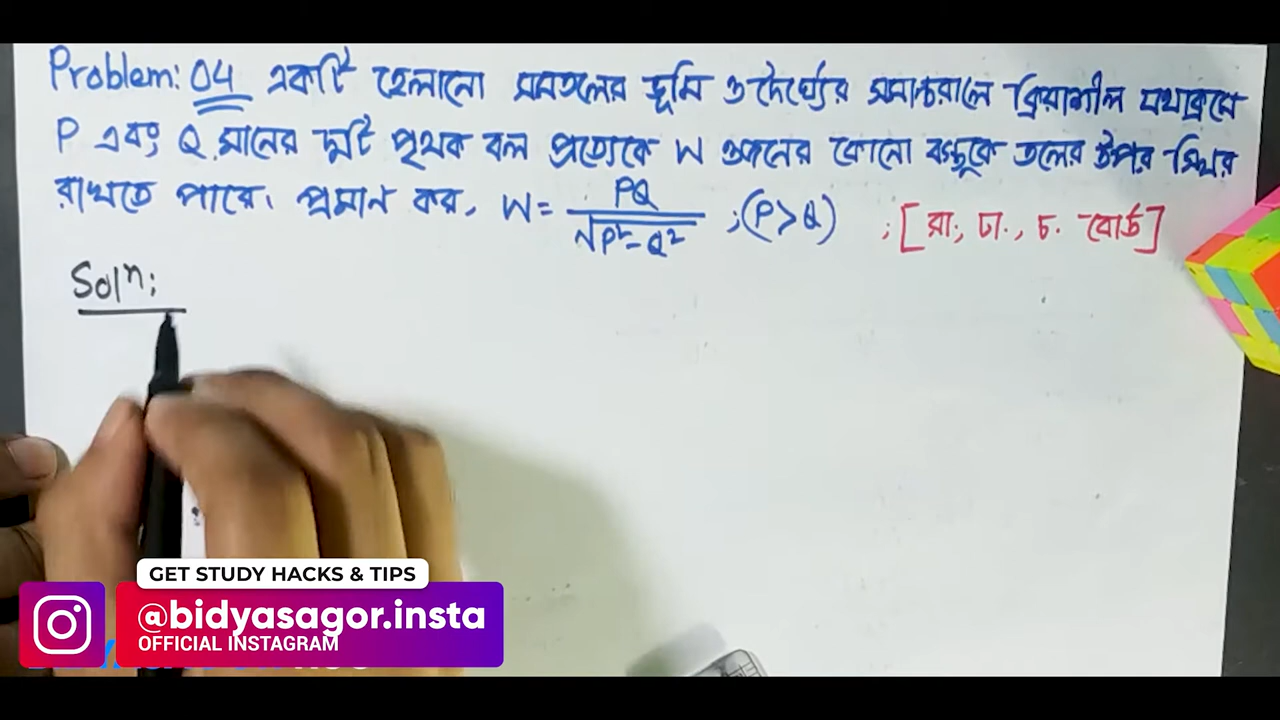 Problem: 04 একটি হেলানো সমতলের ভূমি ও দৈর্ঘ্যের সমান্তরালে ক্রিয়াশীল যথাক্রমে
P এবং Q মানের দুটি পৃথক বল প্রত্যেকে W ওজনের কোনো বস্তুকে তলের উপর স্থির
রাখতে পারে। প্রমান কর, W = PQ/√P²-Q² ; (P>Q) ; [রা:, ঢা., চ. বোর্ড]
Solⁿ:
GET STUDY HACKS & TIPS
@bidyasagor.insta
OFFICIAL INSTAGRAM